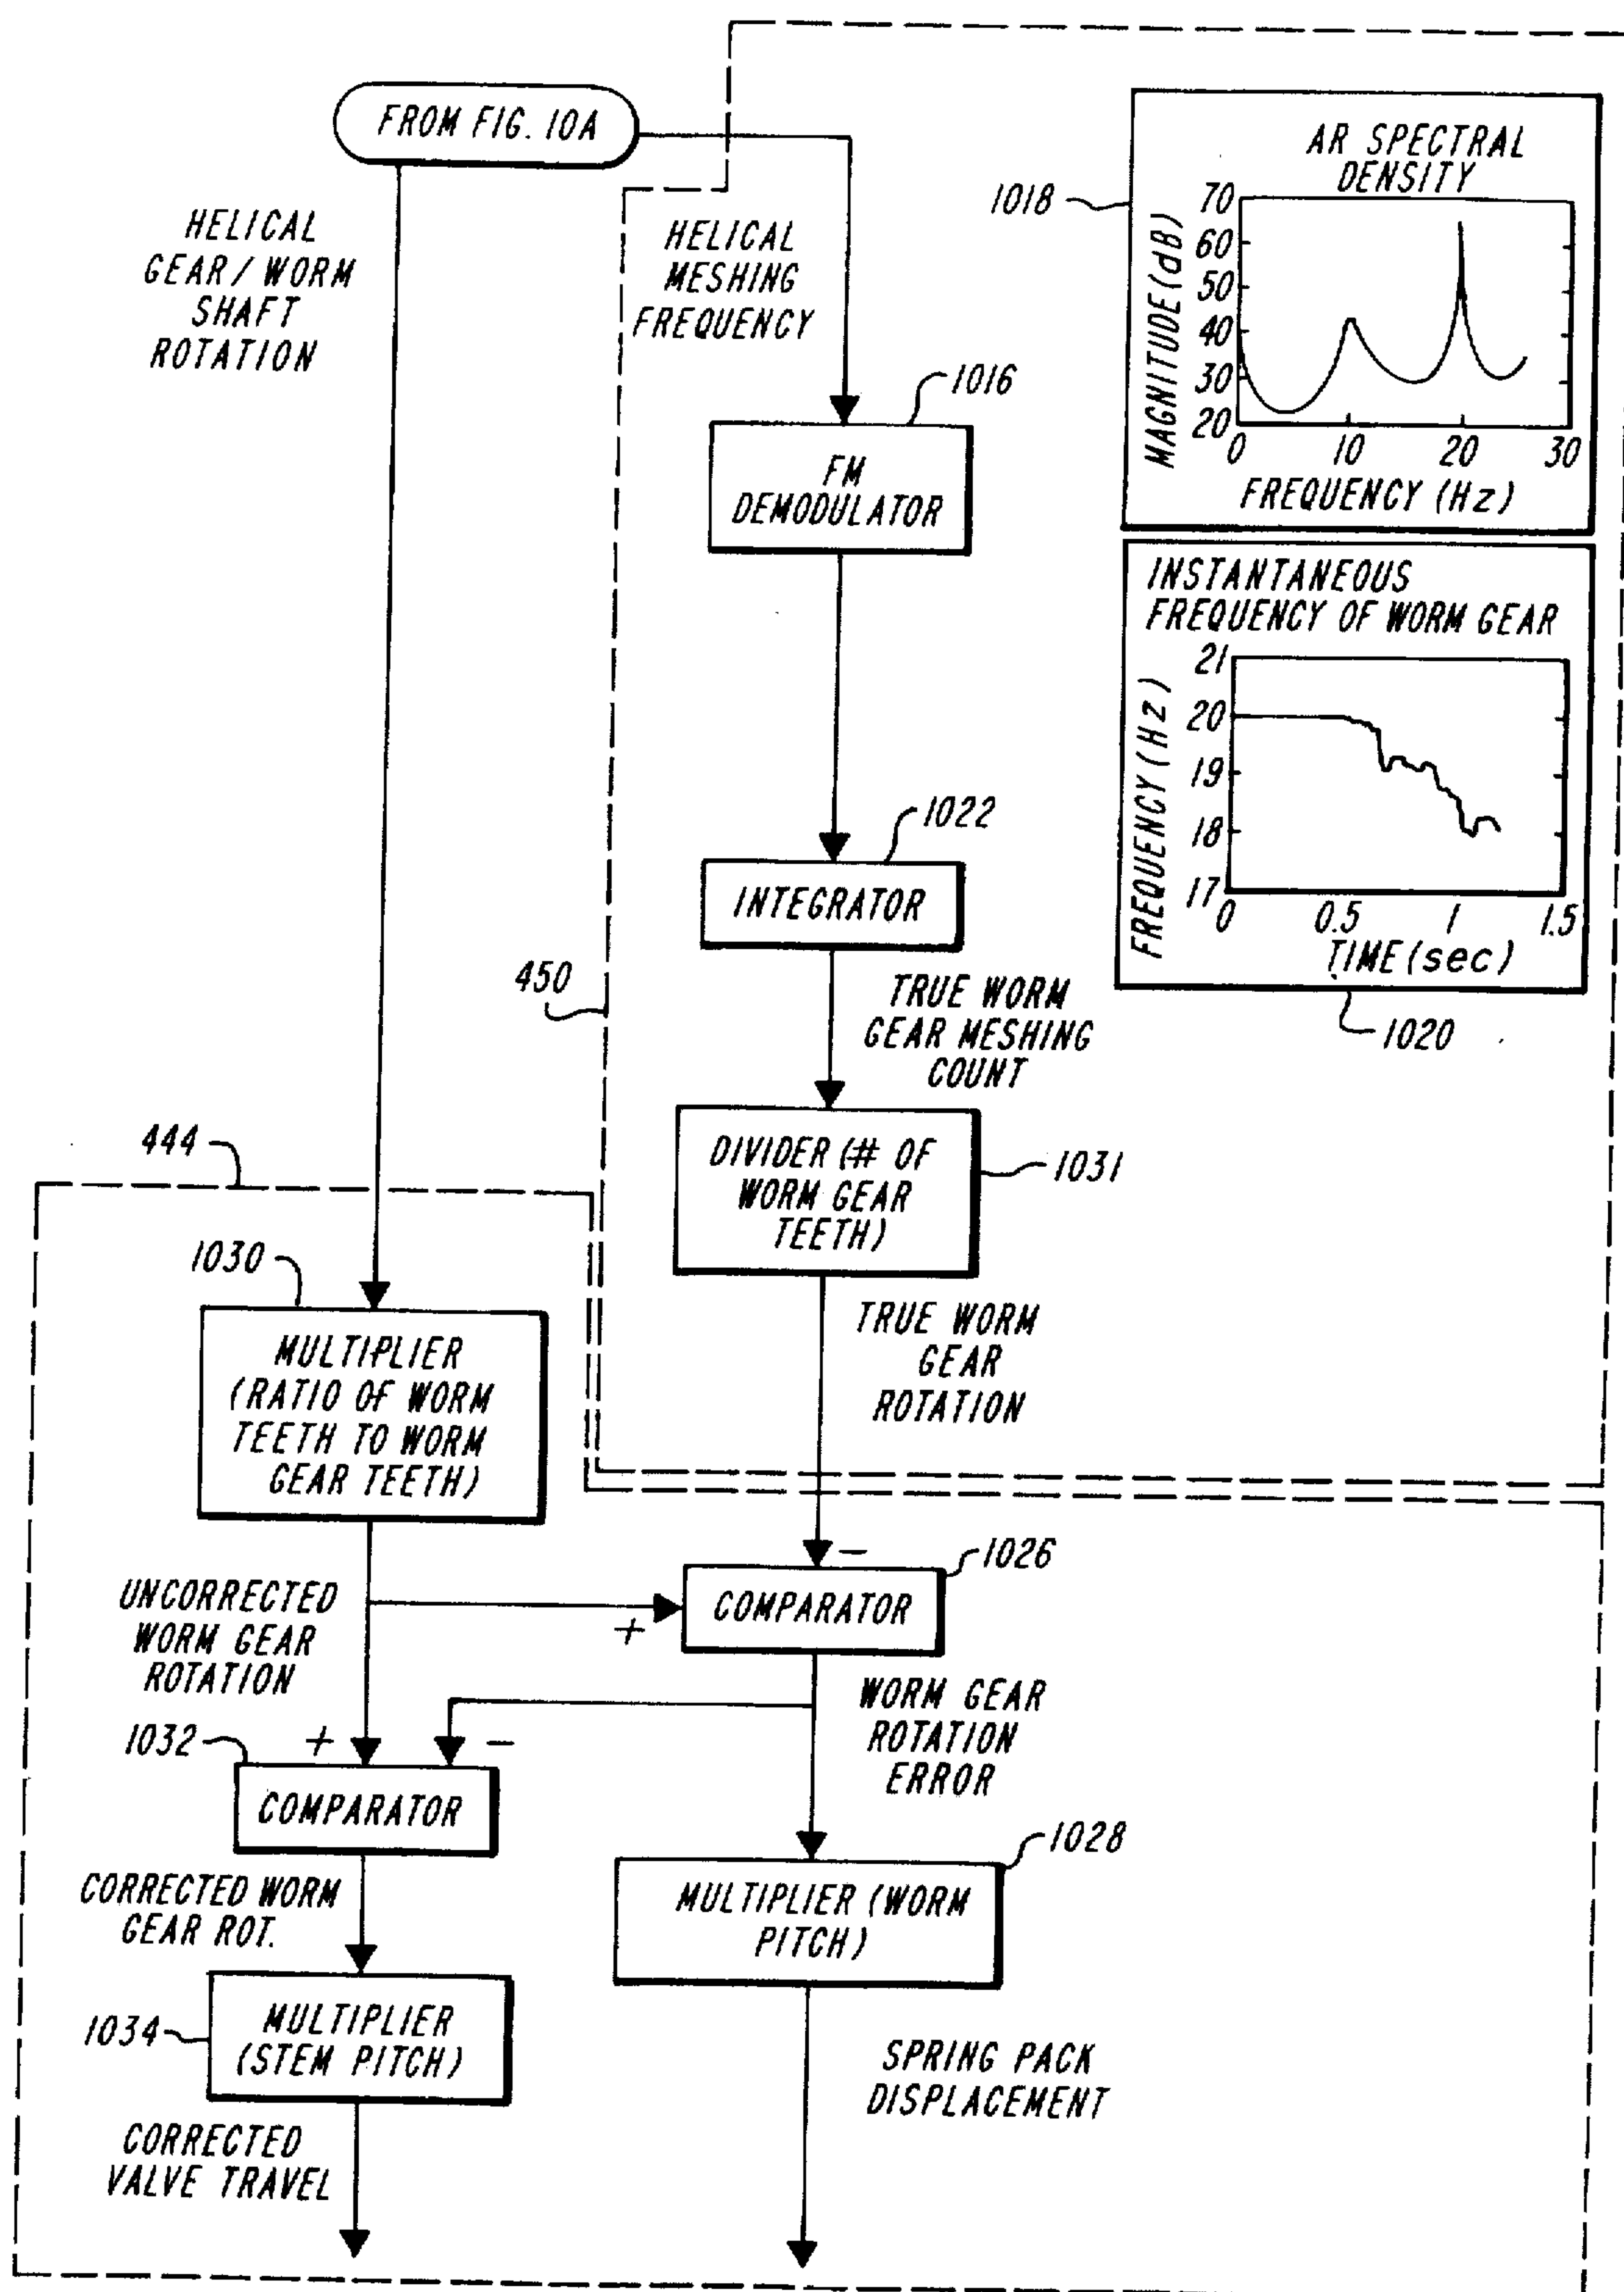 FROM FIG. 10A
HELICAL
GEAR/WORM
SHAFT
ROTATION
HELICAL
MESHING
FREQUENCY
1016
FM
DEMODULATOR
1018
AR SPECTRAL
DENSITY
MAGNITUDE (dB)
70
60
50
40
30
20
0 10 20 30
FREQUENCY (Hz)
INSTANTANEOUS
FREQUENCY OF WORM GEAR
FREQUENCY (HZ)
21
20
19
18
17
0 0.5 1 1.5
TIME (sec)
1020
1022
INTEGRATOR
450
TRUE WORM
GEAR MESHING
COUNT
DIVIDER (# OF
WORM GEAR
TEETH)
1031
TRUE WORM
GEAR
ROTATION
444
1030
MULTIPLIER
(RATIO OF WORM
TEETH TO WORM
GEAR TEETH)
UNCORRECTED
WORM GEAR
ROTATION
−
1026
COMPARATOR
+
WORM GEAR
ROTATION
ERROR
1032
+
−
COMPARATOR
1028
MULTIPLIER (WORM
PITCH)
CORRECTED WORM
GEAR ROT.
1034
MULTIPLIER
(STEM PITCH)
SPRING PACK
DISPLACEMENT
CORRECTED
VALVE TRAVEL